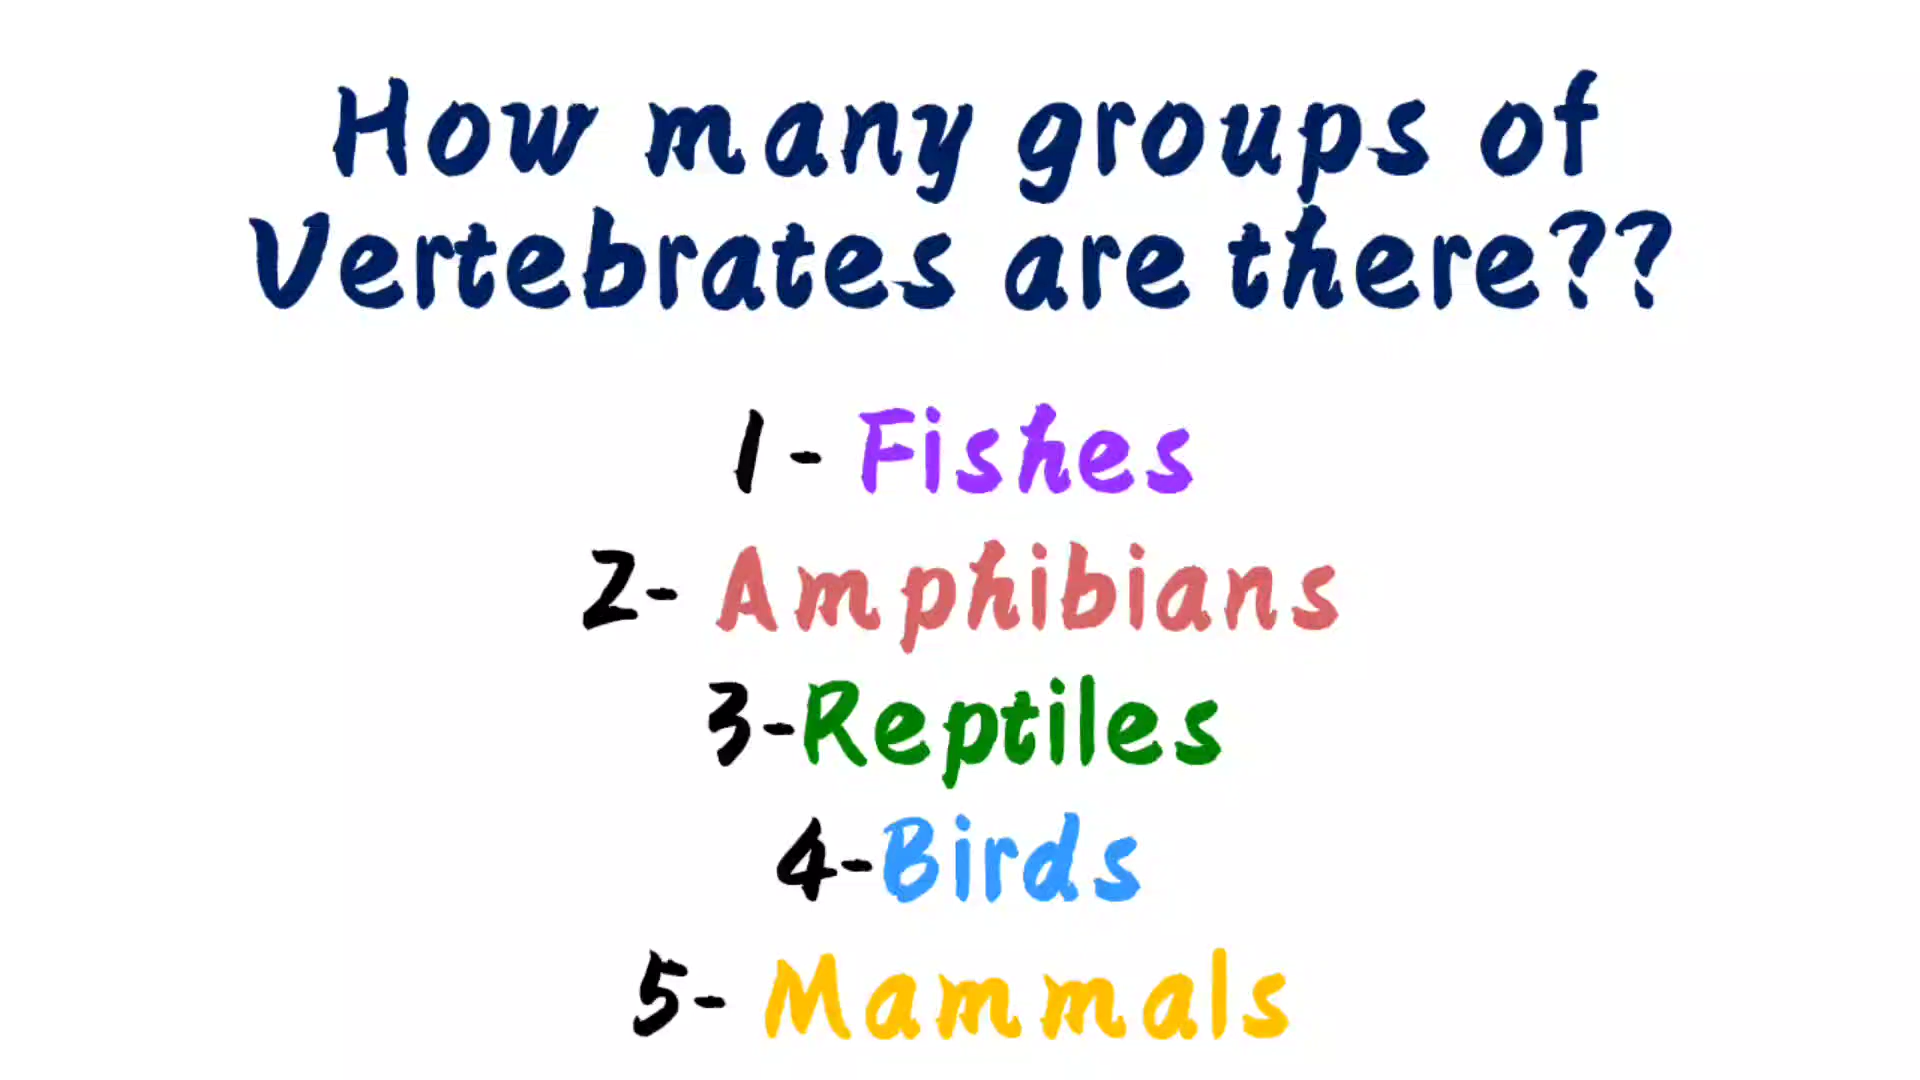 How many groups of
Vertebrates are there??
1- Fishes
2- Amphibians
3-Reptiles
4-Birds
5- Mammals